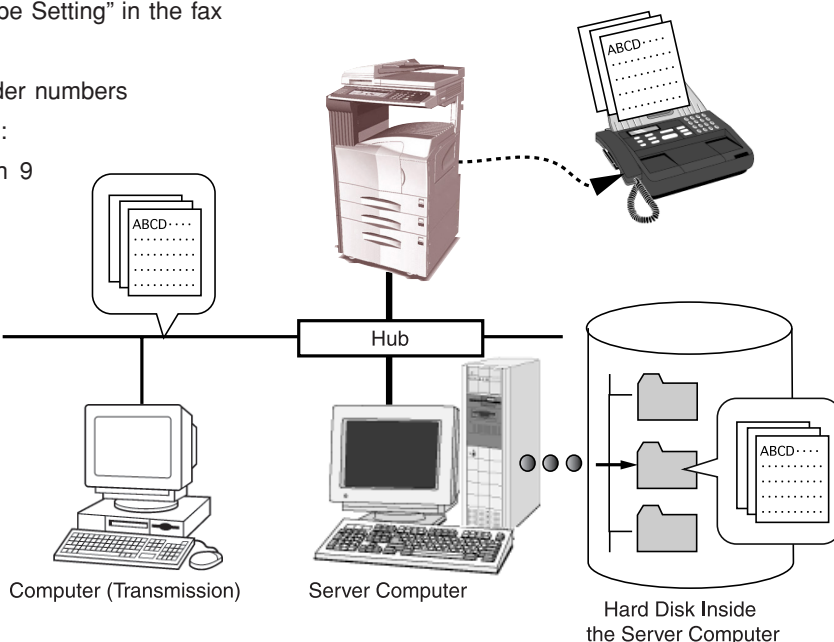 be Setting” in the fax
der numbers
:
n 9
ABCD····
ABCD····
Hub
ABCD····
Computer (Transmission)
Server Computer
Hard Disk Inside
the Server Computer